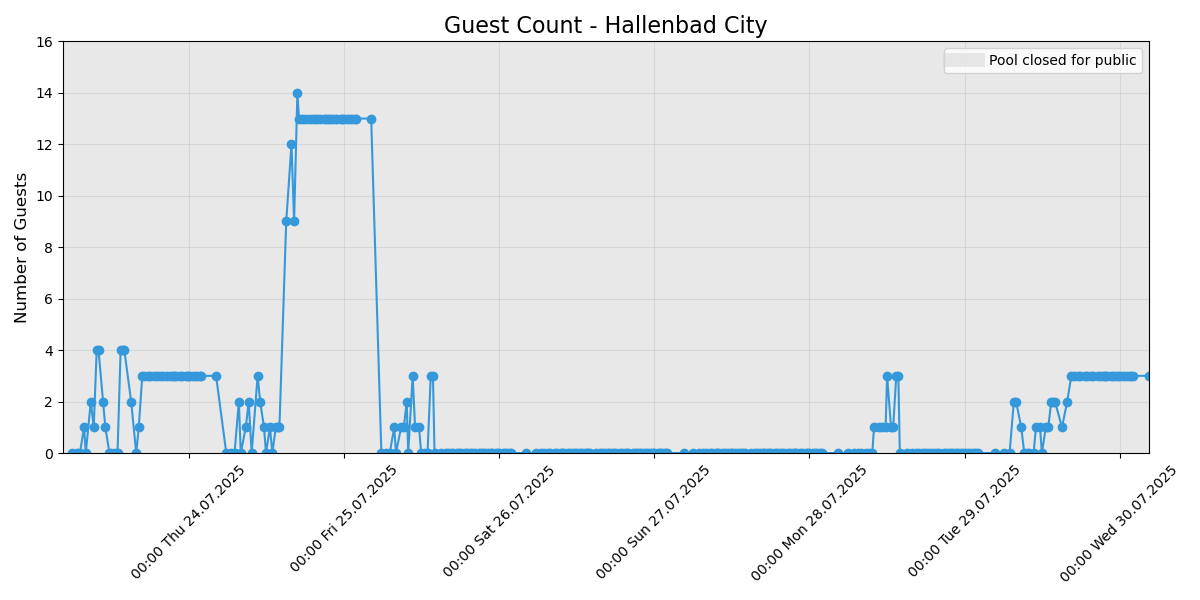 Guest Count - Hallenbad City
Pool closed for public
Number of Guests
16
14
12
10
8
6
4
2
0
00:00 Thu 24.07.2025
00:00 Fri 25.07.2025
00:00 Sat 26.07.2025
00:00 Sun 27.07.2025
00:00 Mon 28.07.2025
00:00 Tue 29.07.2025
00:00 Wed 30.07.2025